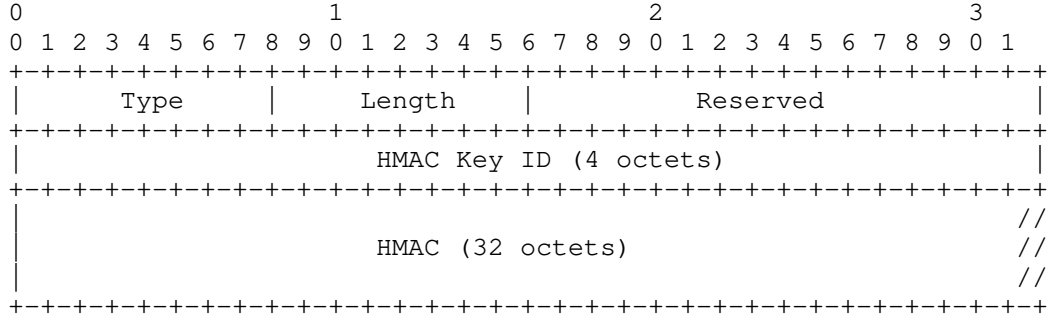 0                   1                   2                   3
0 1 2 3 4 5 6 7 8 9 0 1 2 3 4 5 6 7 8 9 0 1 2 3 4 5 6 7 8 9 0 1
+-+-+-+-+-+-+-+-+-+-+-+-+-+-+-+-+-+-+-+-+-+-+-+-+-+-+-+-+-+-+-+-+
|      Type     |     Length    |          Reserved             |
+-+-+-+-+-+-+-+-+-+-+-+-+-+-+-+-+-+-+-+-+-+-+-+-+-+-+-+-+-+-+-+-+
|                      HMAC Key ID (4 octets)                   |
+-+-+-+-+-+-+-+-+-+-+-+-+-+-+-+-+-+-+-+-+-+-+-+-+-+-+-+-+-+-+-+-+
|                                                              //
|                      HMAC (32 octets)                        //
|                                                              //
+-+-+-+-+-+-+-+-+-+-+-+-+-+-+-+-+-+-+-+-+-+-+-+-+-+-+-+-+-+-+-+-+